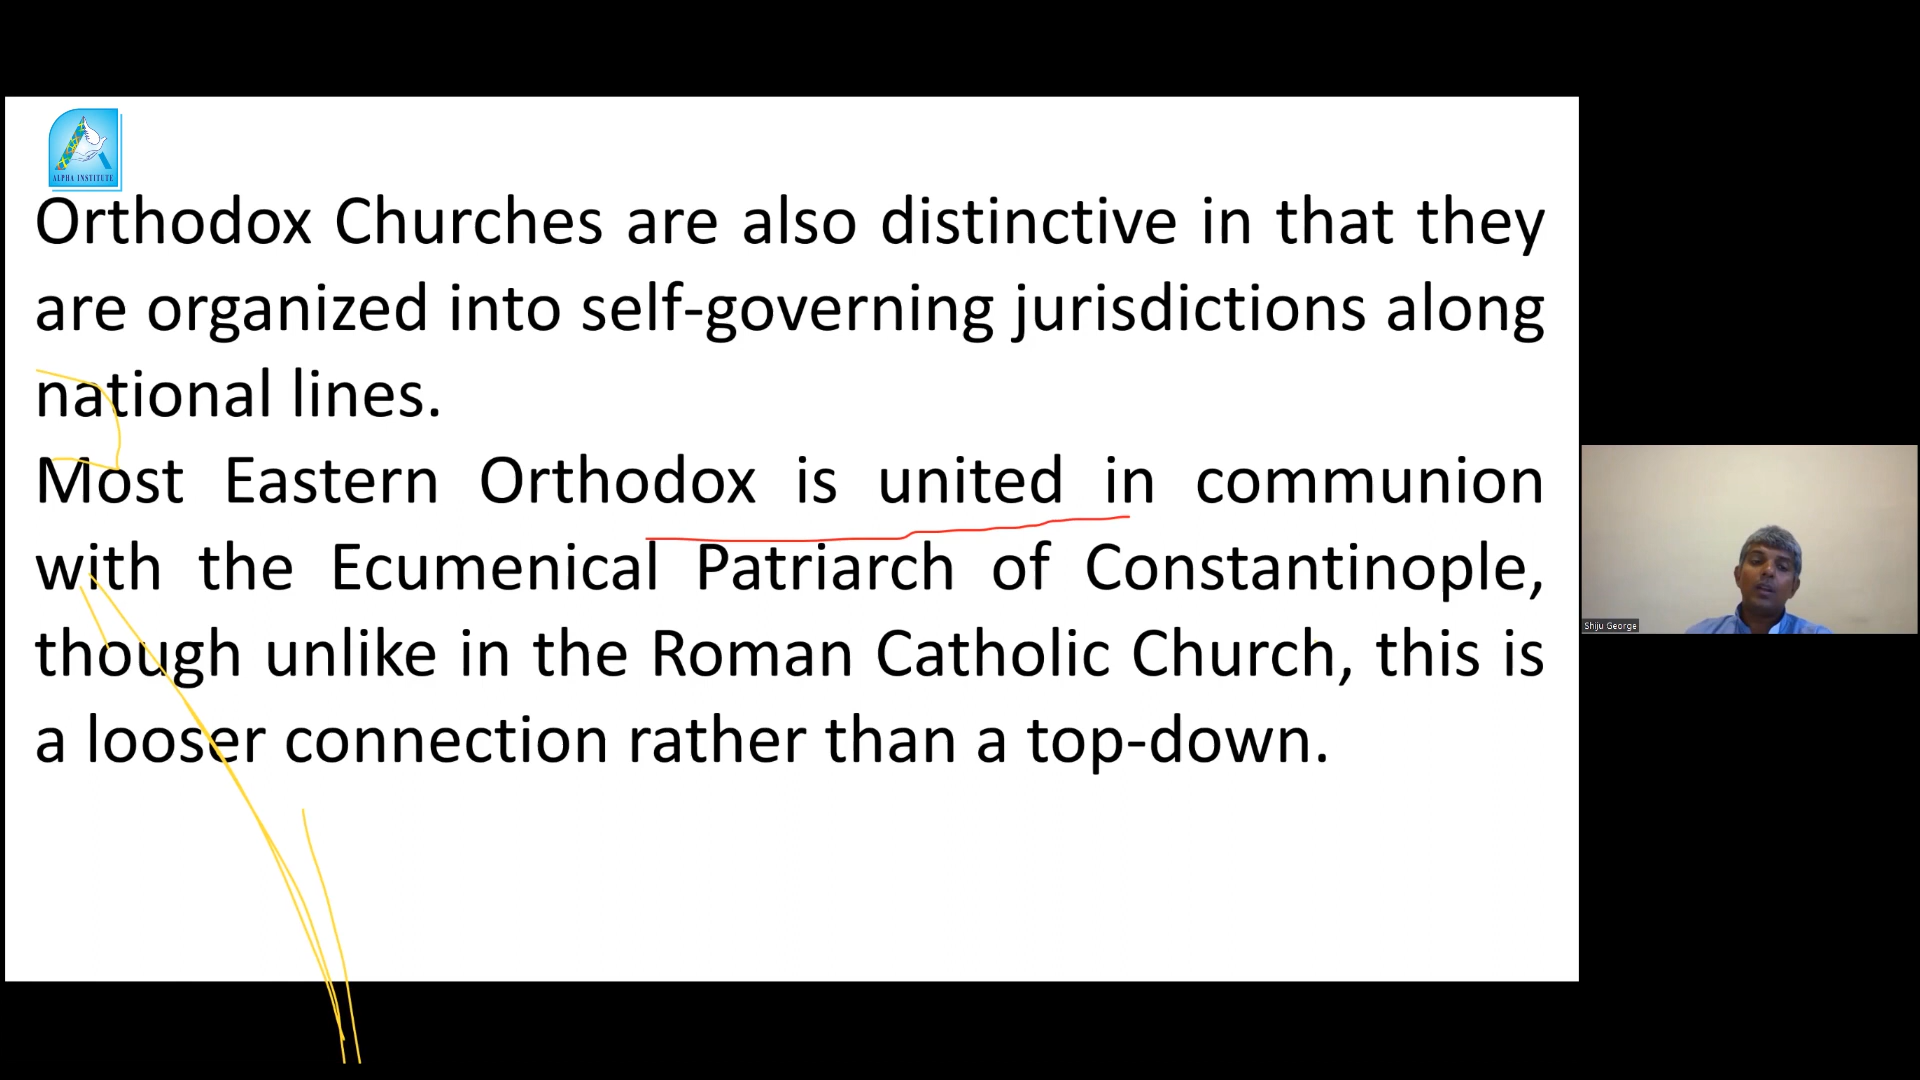 ALPHA INSTITUTE
Orthodox Churches are also distinctive in that they
are organized into self-governing jurisdictions along
national lines.
Most Eastern Orthodox is united in communion
with the Ecumenical Patriarch of Constantinople,
though unlike in the Roman Catholic Church, this is
a looser connection rather than a top-down.
Shiju George